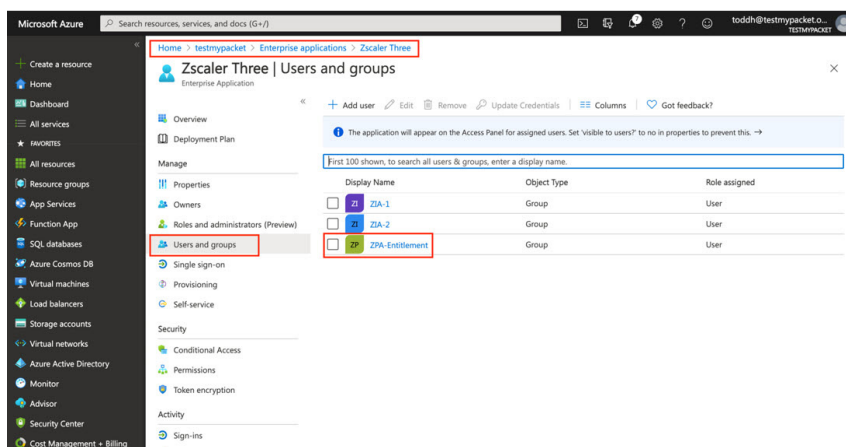 Microsoft Azure
Search resources, services, and docs (G+/)
toddh@testmypacket.o...
TESTMYPACKET
Create a resource
Home
Dashboard
All services
FAVORITES
All resources
Resource groups
App Services
Function App
SQL databases
Azure Cosmos DB
Virtual machines
Load balancers
Storage accounts
Virtual networks
Azure Active Directory
Monitor
Advisor
Security Center
Cost Management + Billing
Home > testmypacket > Enterprise applications > Zscaler Three
Zscaler Three | Users and groups
Enterprise Application
Overview
Deployment Plan
Manage
Properties
Owners
Roles and administrators (Preview)
Users and groups
Single sign-on
Provisioning
Self-service
Security
Conditional Access
Permissions
Token encryption
Activity
Sign-ins
+ Add user Edit Remove Update Credentials Columns Got feedback?
The application will appear on the Access Panel for assigned users. Set 'visible to users?' to no in properties to prevent this. →
First 100 shown, to search all users & groups, enter a display name.
Display Name Object Type Role assigned
ZI ZIA-1 Group User
ZI ZIA-2 Group User
ZP ZPA-Entitlement Group User